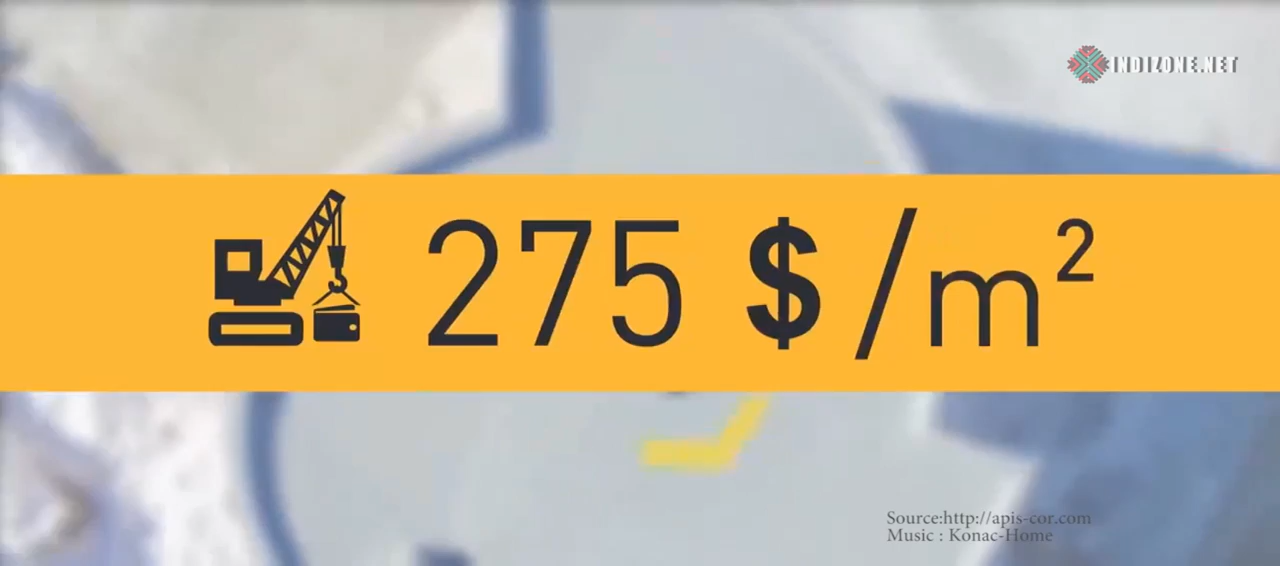 INDIZONE.NET
275 $/m²
Source:http://apis-cor.com
Music : Konac-Home